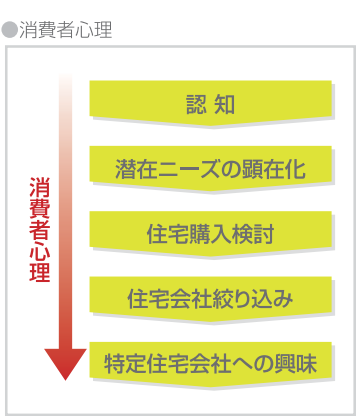 ●消費者心理
認 知
潜在ニーズの顕在化
住宅購入検討
住宅会社絞り込み
特定住宅会社への興味
消費者心理